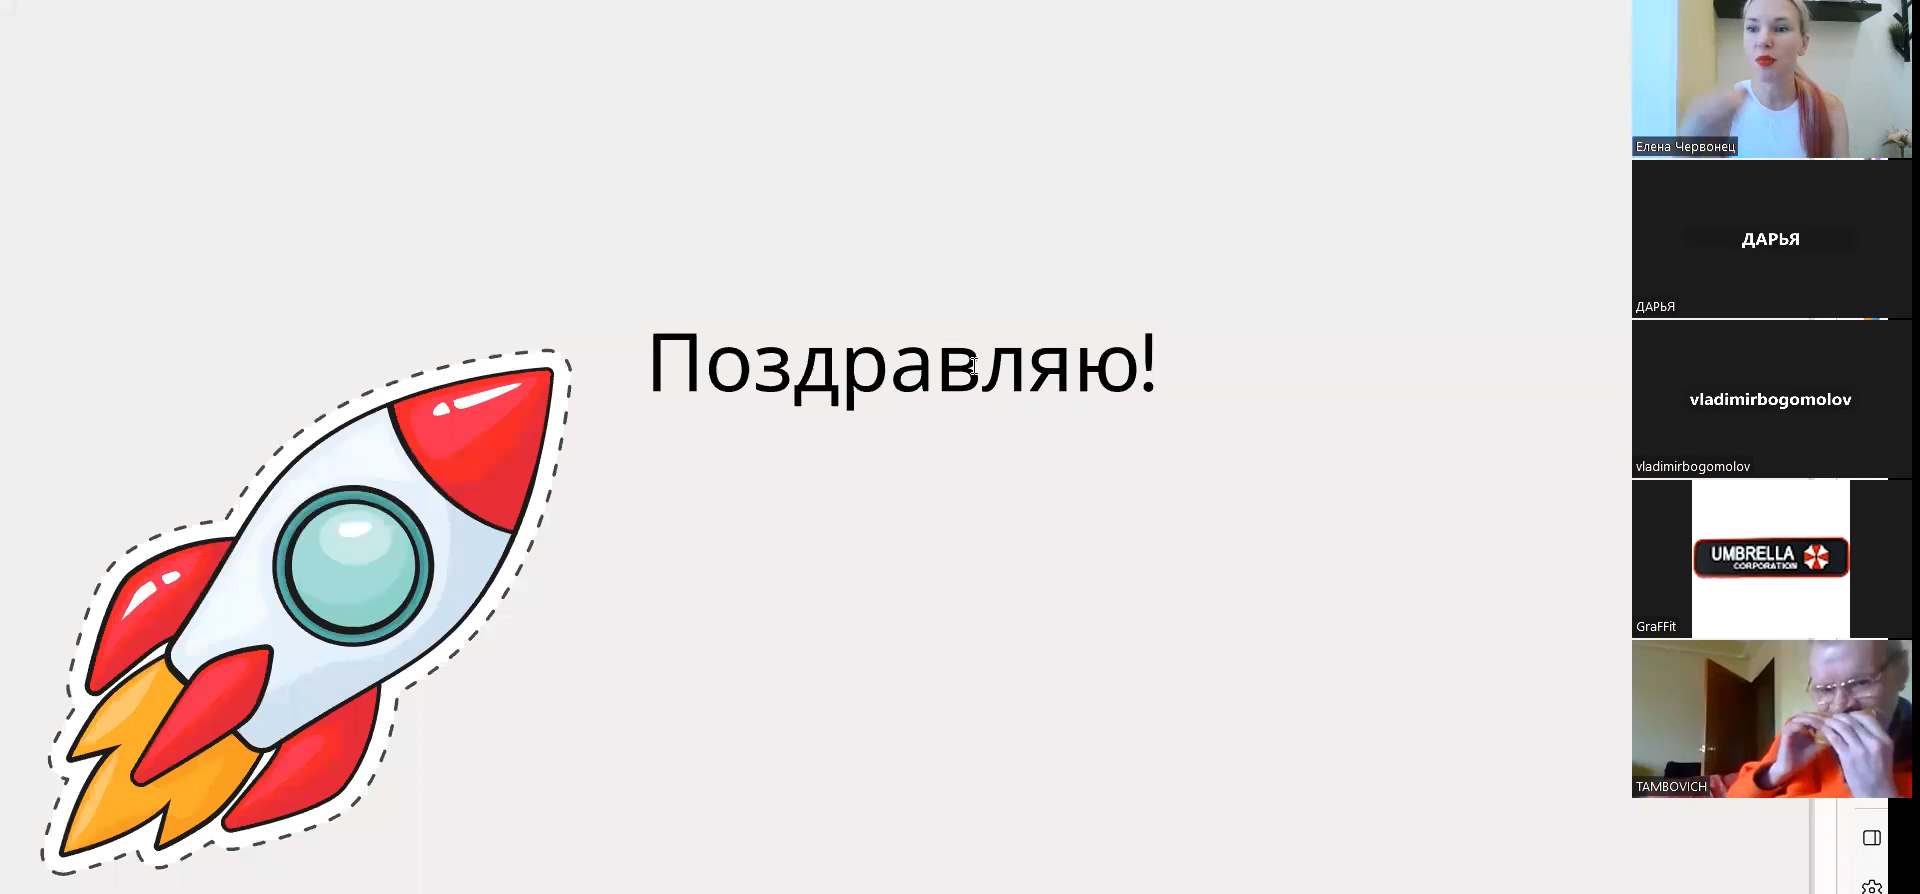 Поздравляю!
Елена Червонец
ДАРЬЯ
ДАРЬЯ
vladimirbogomolov
vladimirbogomolov
UMBRELLA
CORPORATION
GraFFit
TAMBOVICH